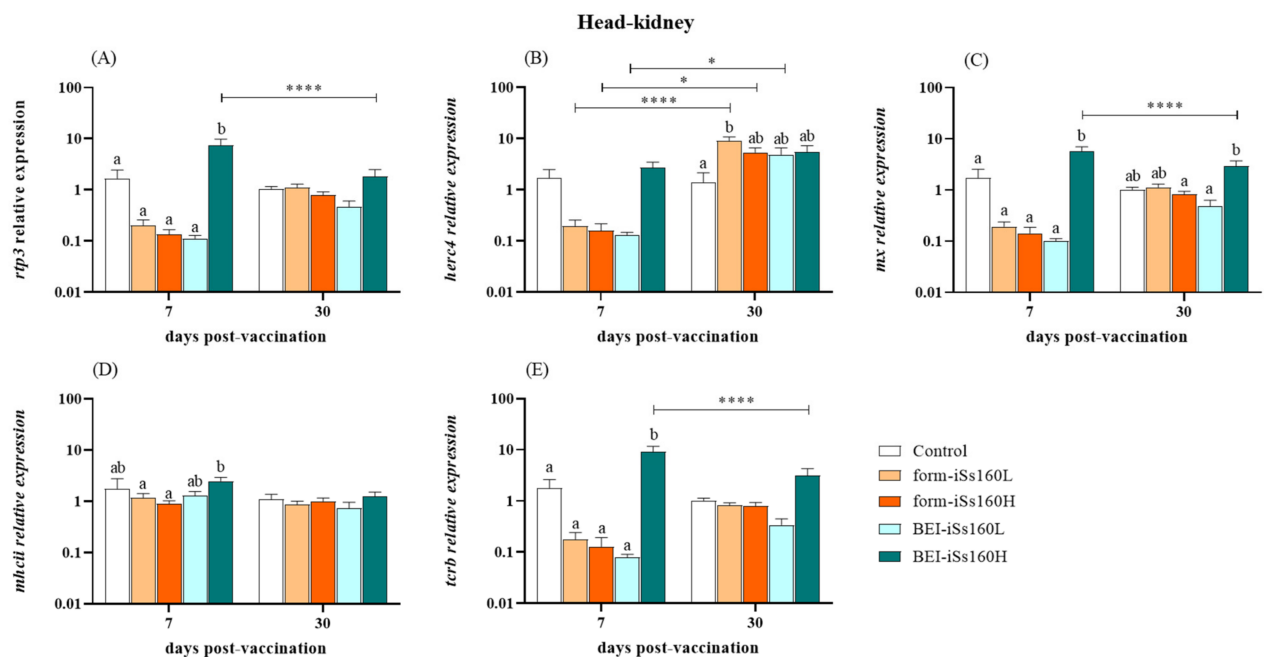 Head-kidney
(A)
rtp3 relative expression
100
10
1
0.1
0.01
a
a
a
a
b
****
7
30
days post-vaccination
(B)
herc4 relative expression
100
10
1
0.1
0.01
*
*
****
a
b
ab
ab
ab
7
30
days post-vaccination
(C)
mx relative expression
100
10
1
0.1
0.01
a
a
a
a
b
****
ab
ab
a
a
b
7
30
days post-vaccination
(D)
mhcii relative expression
100
10
1
0.1
0.01
ab
a
a
ab
b
7
30
days post-vaccination
(E)
tcrb relative expression
100
10
1
0.1
0.01
a
a
a
a
b
****
7
30
days post-vaccination
Control
form-iSs160L
form-iSs160H
BEI-iSs160L
BEI-iSs160H